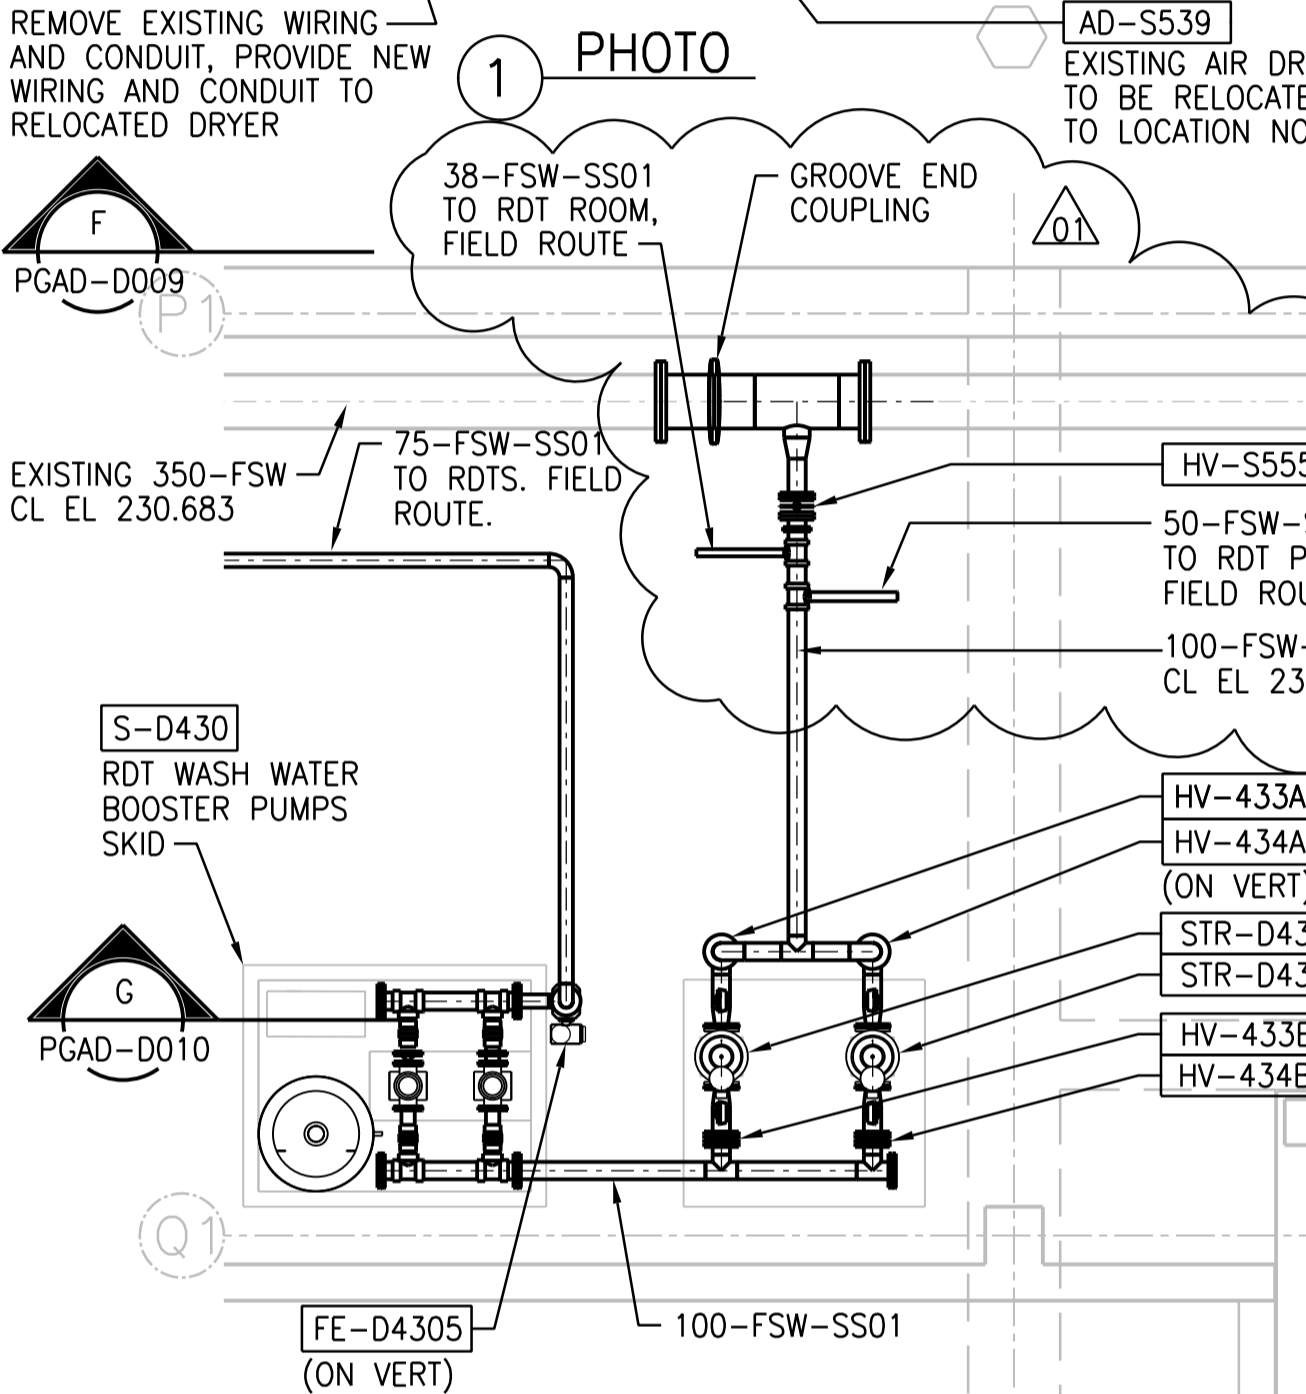 REMOVE EXISTING WIRING
AND CONDUIT, PROVIDE NEW
WIRING AND CONDUIT TO
RELOCATED DRYER
1
PHOTO
AD-S539
EXISTING AIR DR
TO BE RELOCATE
TO LOCATION NO
F
PGAD-D009
38-FSW-SS01
TO RDT ROOM,
FIELD ROUTE
GROOVE END
COUPLING
01
P1
EXISTING 350-FSW
CL EL 230.683
75-FSW-SS01
TO RDTS. FIELD
ROUTE.
HV-S555
50-FSW-S
TO RDT P
FIELD ROU
100-FSW-
CL EL 23
S-D430
RDT WASH WATER
BOOSTER PUMPS
SKID
HV-433A
HV-434A
(ON VERT)
STR-D43
STR-D43
HV-433B
HV-434B
G
PGAD-D010
Q1
FE-D4305
(ON VERT)
100-FSW-SS01